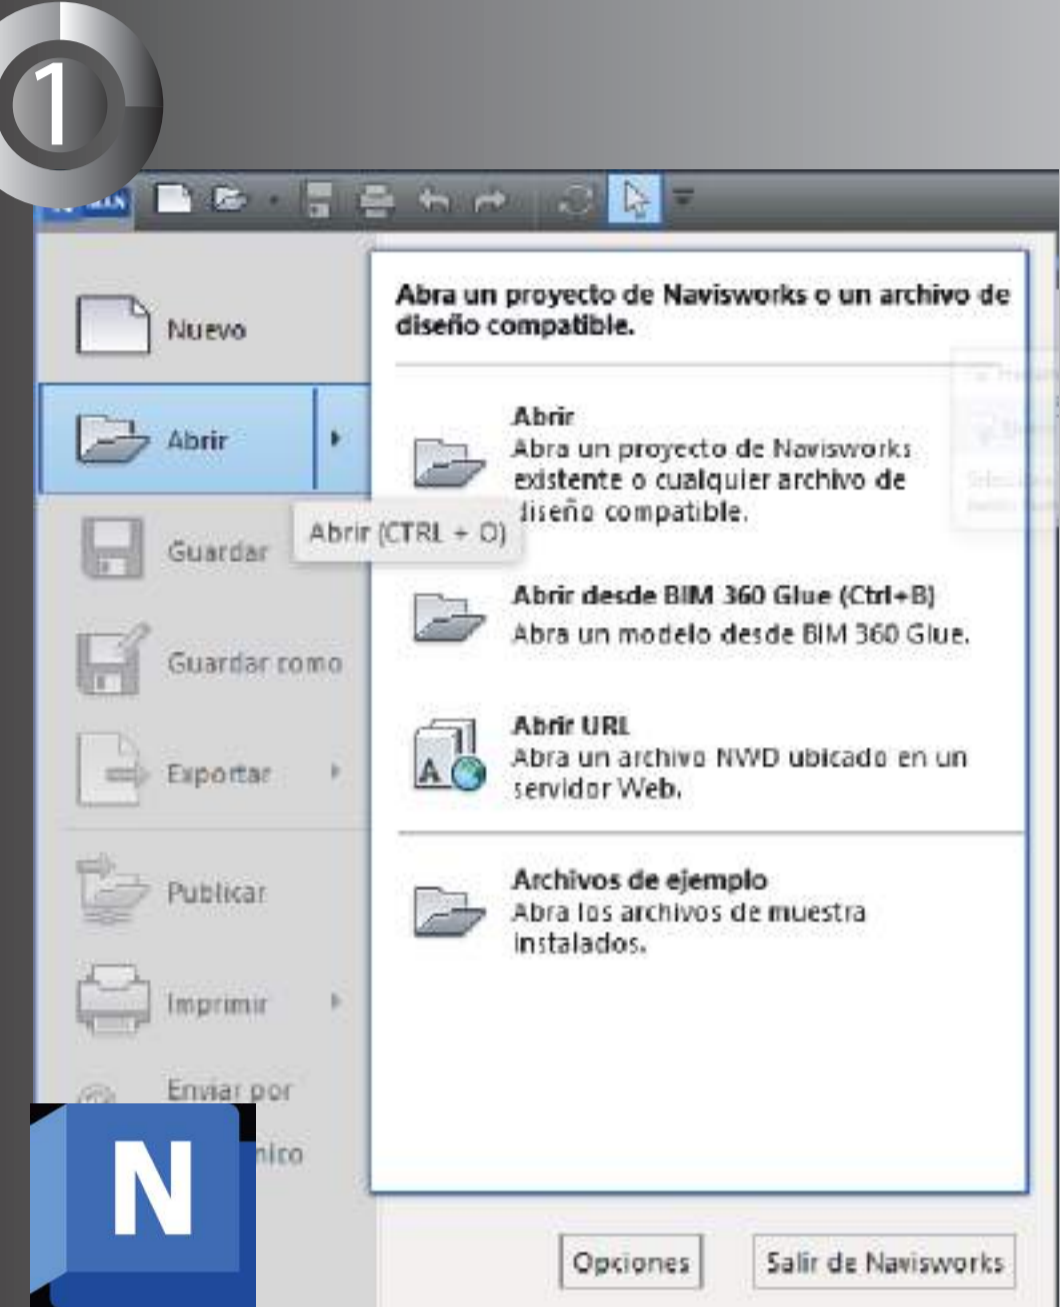 1
Nuevo
Abrir
Guardar
Guardar como
Exportar
Publicar
Imprimir
Enviar por
Abrir (CTRL + O)
Abra un proyecto de Navisworks o un archivo de
diseño compatible.
Abrir
Abra un proyecto de Navisworks
existente o cualquier archivo de
diseño compatible.
Abrir desde BIM 360 Glue (Ctrl+B)
Abra un modelo desde BIM 360 Glue.
Abrir URL
Abra un archivo NWD ubicado en un
servidor Web.
Archivos de ejemplo
Abra los archivos de muestra
instalados.
N
Opciones
Salir de Navisworks